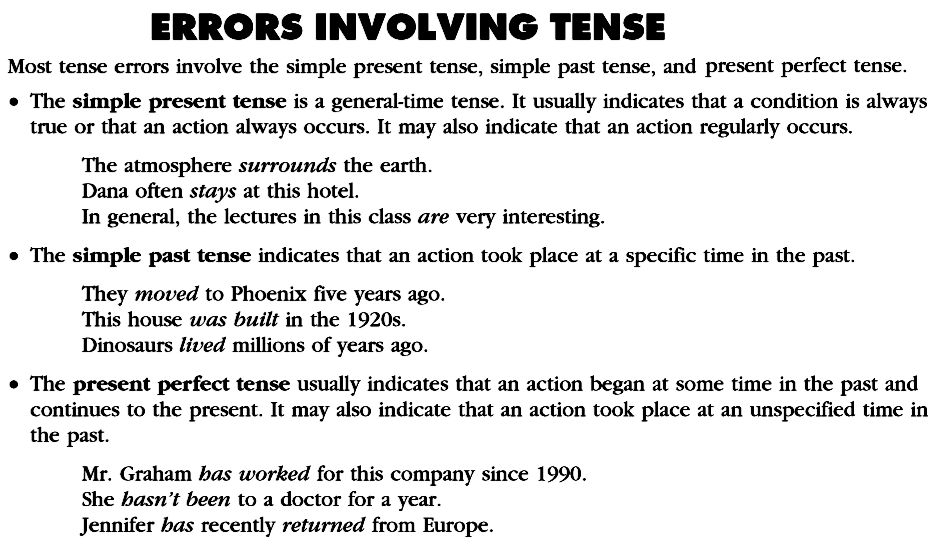 ERRORS INVOLVING TENSE
Most tense errors involve the simple present tense, simple past tense, and present perfect tense.
• The simple present tense is a general-time tense. It usually indicates that a condition is always
true or that an action always occurs. It may also indicate that an action regularly occurs.
The atmosphere surrounds the earth.
Dana often stays at this hotel.
In general, the lectures in this class are very interesting.
• The simple past tense indicates that an action took place at a specific time in the past.
They moved to Phoenix five years ago.
This house was built in the 1920s.
Dinosaurs lived millions of years ago.
• The present perfect tense usually indicates that an action began at some time in the past and
continues to the present. It may also indicate that an action took place at an unspecified time in
the past.
Mr. Graham has worked for this company since 1990.
She hasn't been to a doctor for a year.
Jennifer has recently returned from Europe.